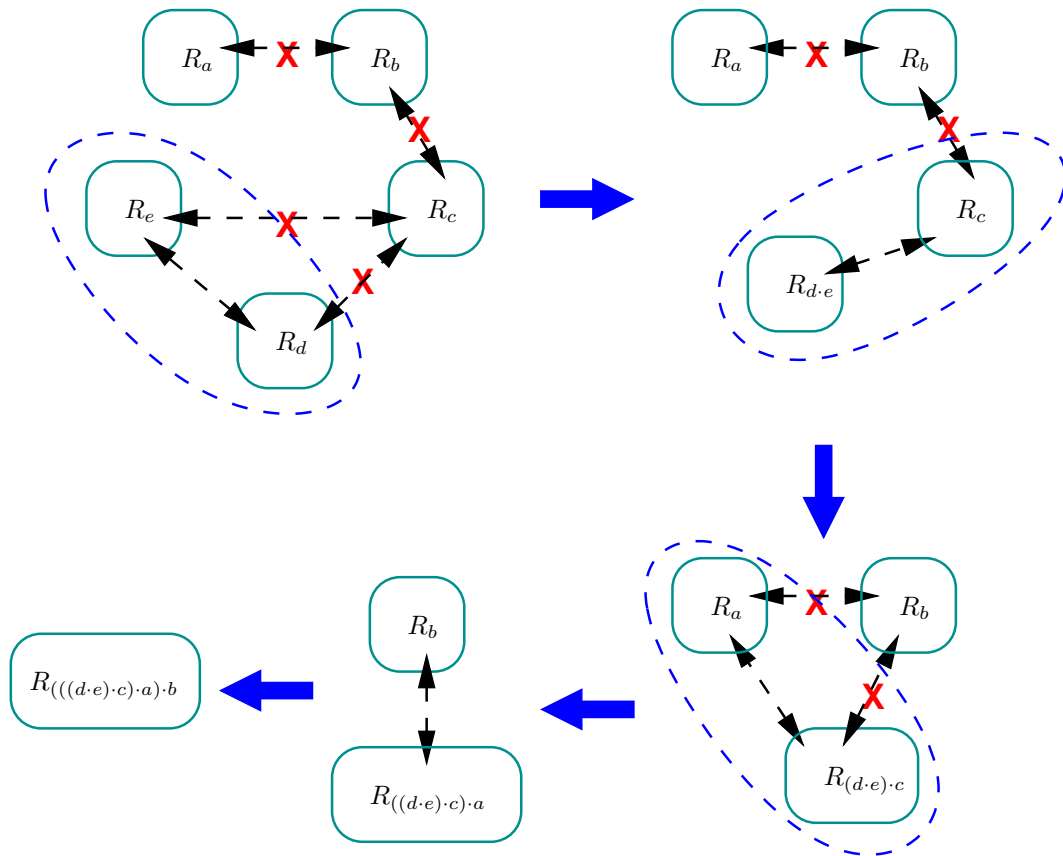 R_a X R_b
X
R_e X R_c
X
R_d
R_a X R_b
X
R_c
R_{d·e}
R_a X R_b
X
R_{(d·e)·c}
R_b
R_{((d·e)·c)·a}
R_{(((d·e)·c)·a)·b}